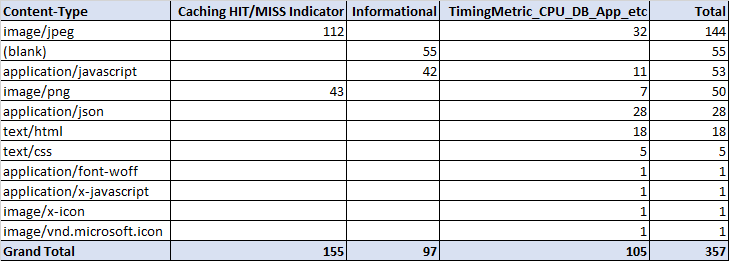 Content-Type Caching HIT/MISS Indicator Informational TimingMetric_CPU_DB_App_etc Total
image/jpeg 112 32 144
(blank) 55 55
application/javascript 42 11 53
image/png 43 7 50
application/json 28 28
text/html 18 18
text/css 5 5
application/font-woff 1 1
application/x-javascript 1 1
image/x-icon 1 1
image/vnd.microsoft.icon 1 1
Grand Total 155 97 105 357